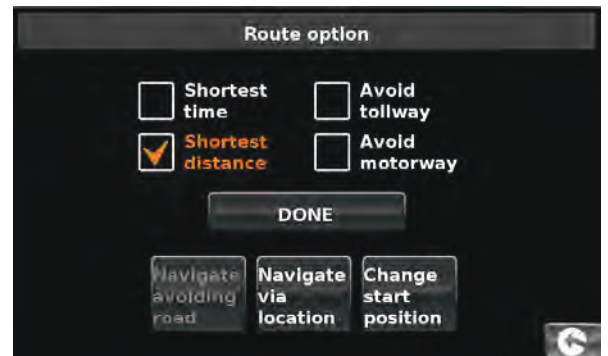 Route option
Shortest time
Avoid tollway
Shortest distance
Avoid motorway
DONE
Navigate avoiding road
Navigate via location
Change start position